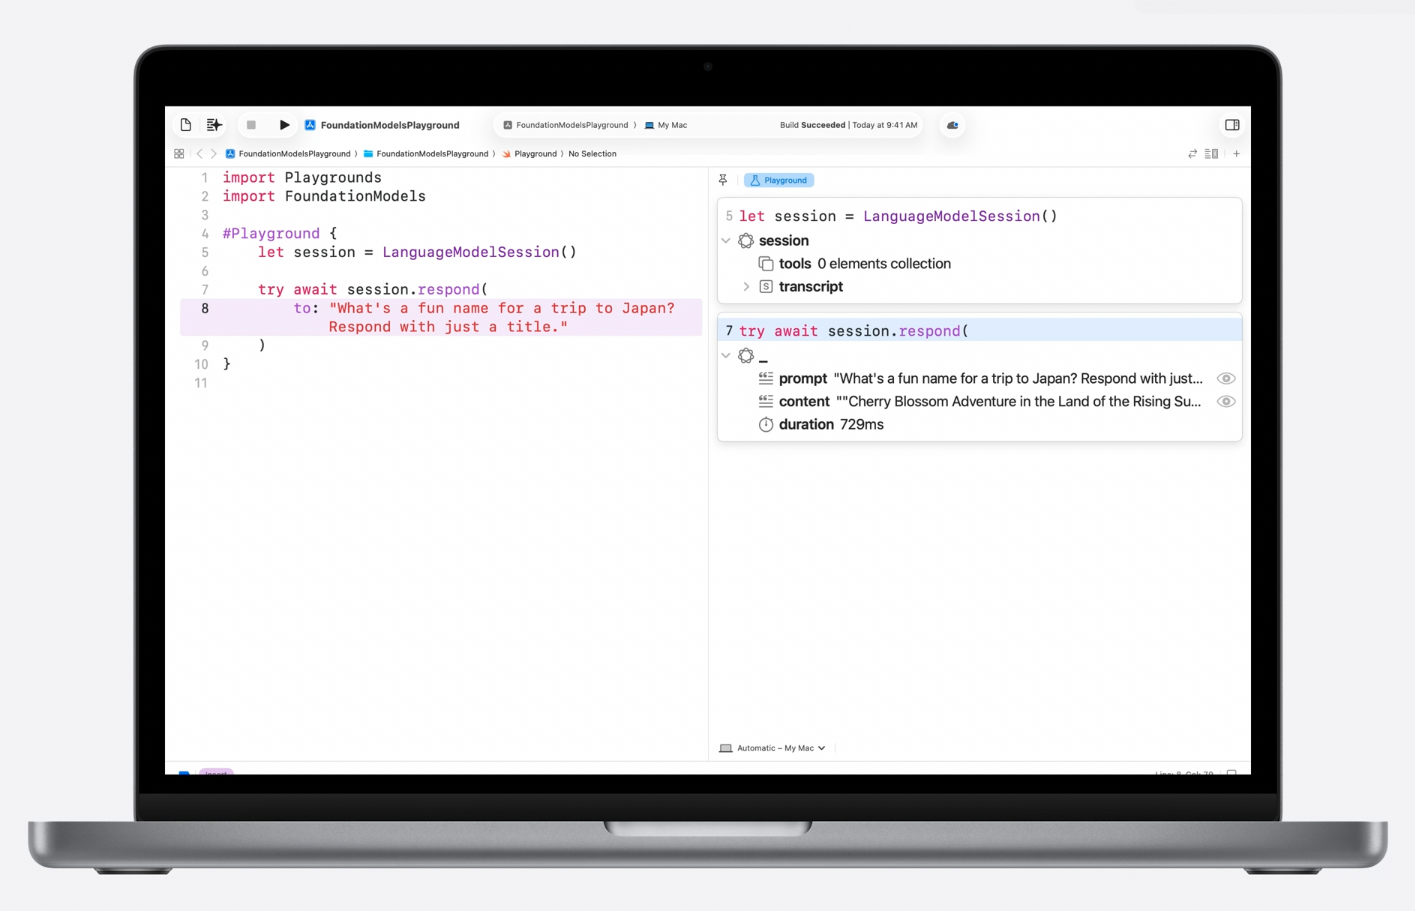 FoundationModelsPlayground
FoundationModelsPlayground 〉 My Mac
Build Succeeded | Today at 9:41 AM
FoundationModelsPlayground 〉 FoundationModelsPlayground 〉 Playground 〉 No Selection
1 import Playgrounds
2 import FoundationModels
3
4 #Playground {
5 let session = LanguageModelSession()
6
7 try await session.respond(
8 to: "What's a fun name for a trip to Japan?
Respond with just a title."
9 )
10 }
11
Playground
5 let session = LanguageModelSession()
session
tools 0 elements collection
S transcript
7 try await session.respond(
_
prompt "What's a fun name for a trip to Japan? Respond with just...
content ""Cherry Blossom Adventure in the Land of the Rising Su...
duration 729ms
Automatic – My Mac